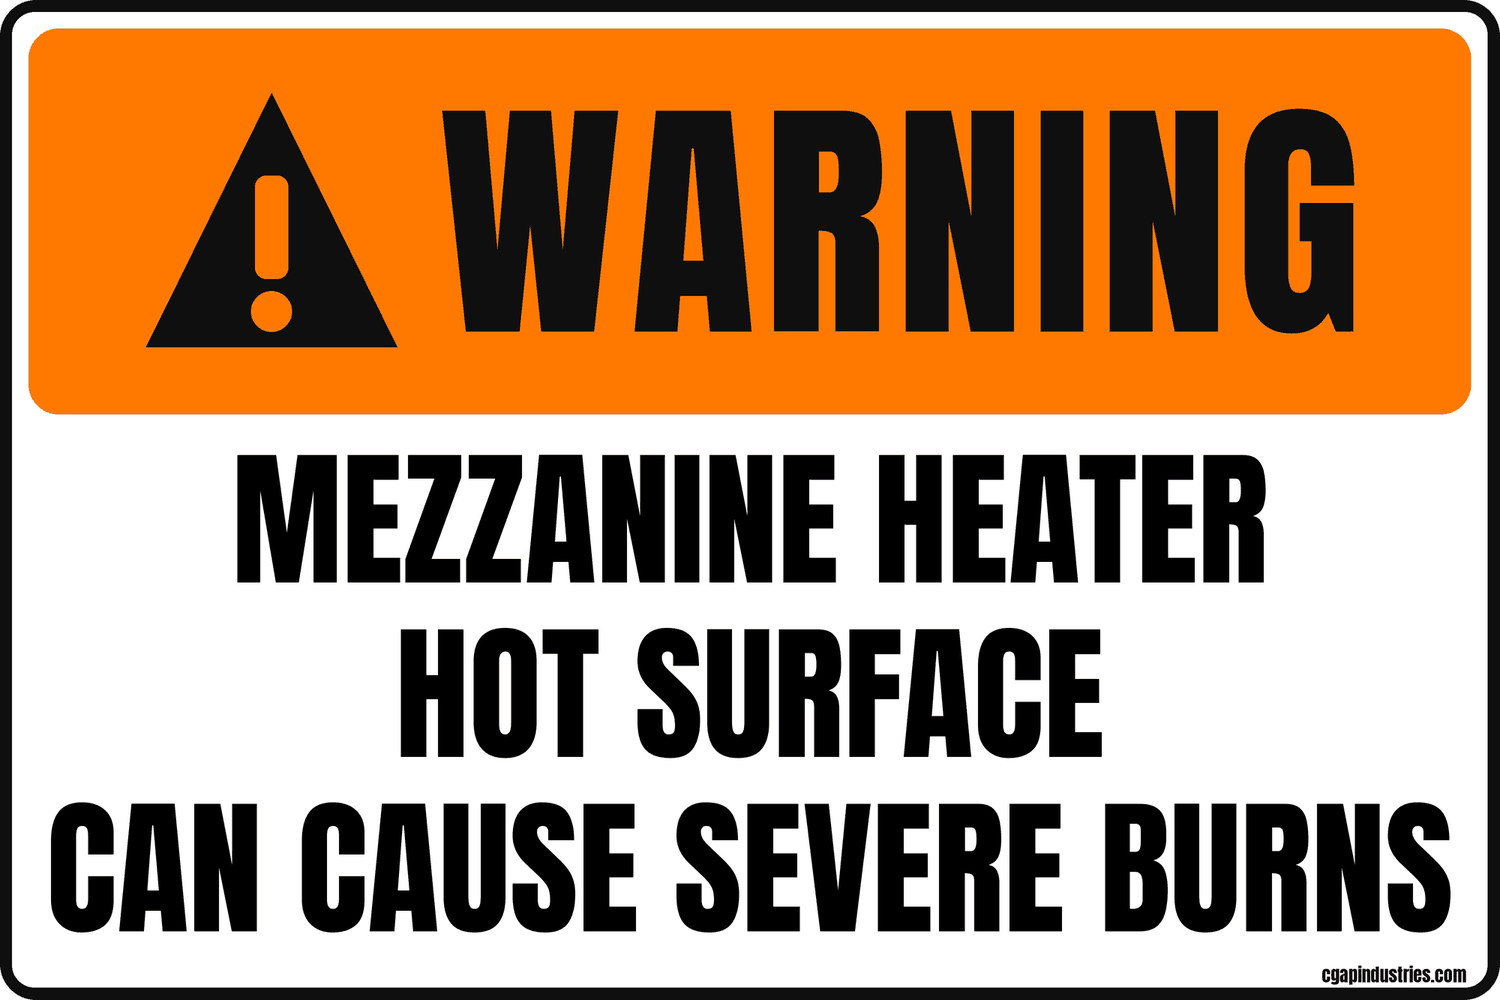 WARNING
MEZZANINE HEATER
HOT SURFACE
CAN CAUSE SEVERE BURNS
cgapindustries.com